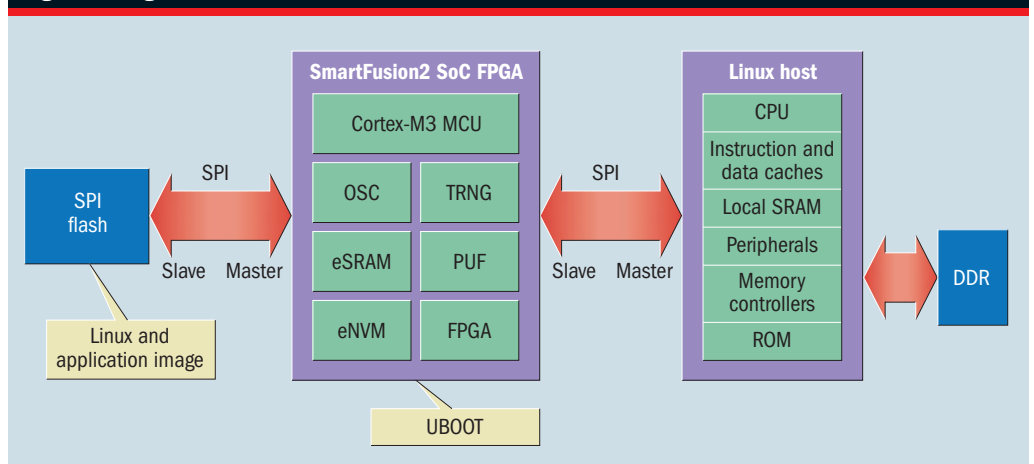 SmartFusion2 SoC FPGA
Cortex-M3 MCU
OSC
TRNG
eSRAM
PUF
eNVM
FPGA
Linux host
CPU
Instruction and
data caches
Local SRAM
Peripherals
Memory
controllers
ROM
SPI
flash
SPI
Slave Master
SPI
Slave Master
DDR
Linux and
application image
UBOOT